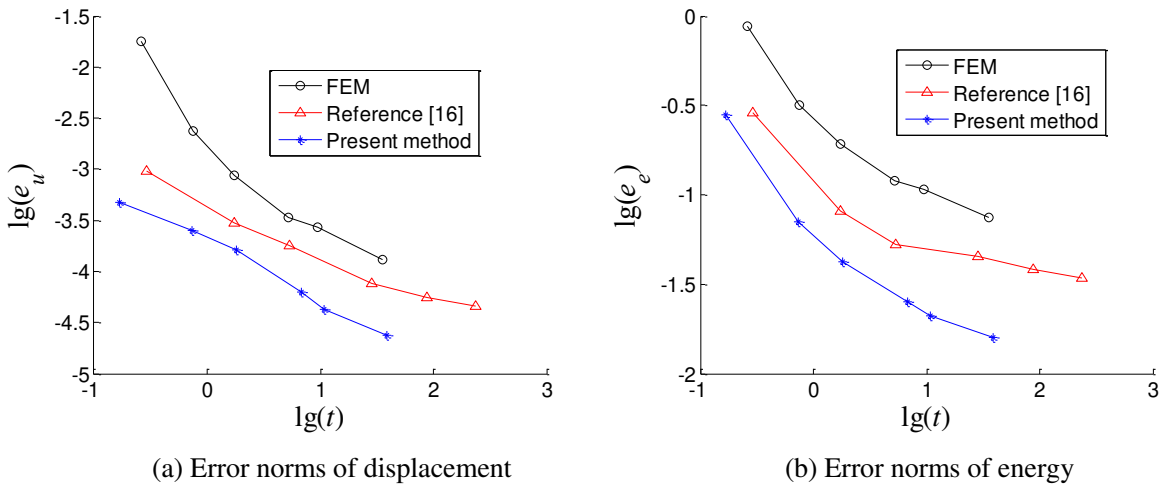 -1.5
-2
-2.5
-3
-3.5
-4
-4.5
-5
lg(e_u)
-1
0
1
2
3
lg(t)
FEM
Reference [16]
Present method
(a) Error norms of displacement
0
-0.5
-1
-1.5
-2
lg(e_e)
-1
0
1
2
3
lg(t)
FEM
Reference [16]
Present method
(b) Error norms of energy